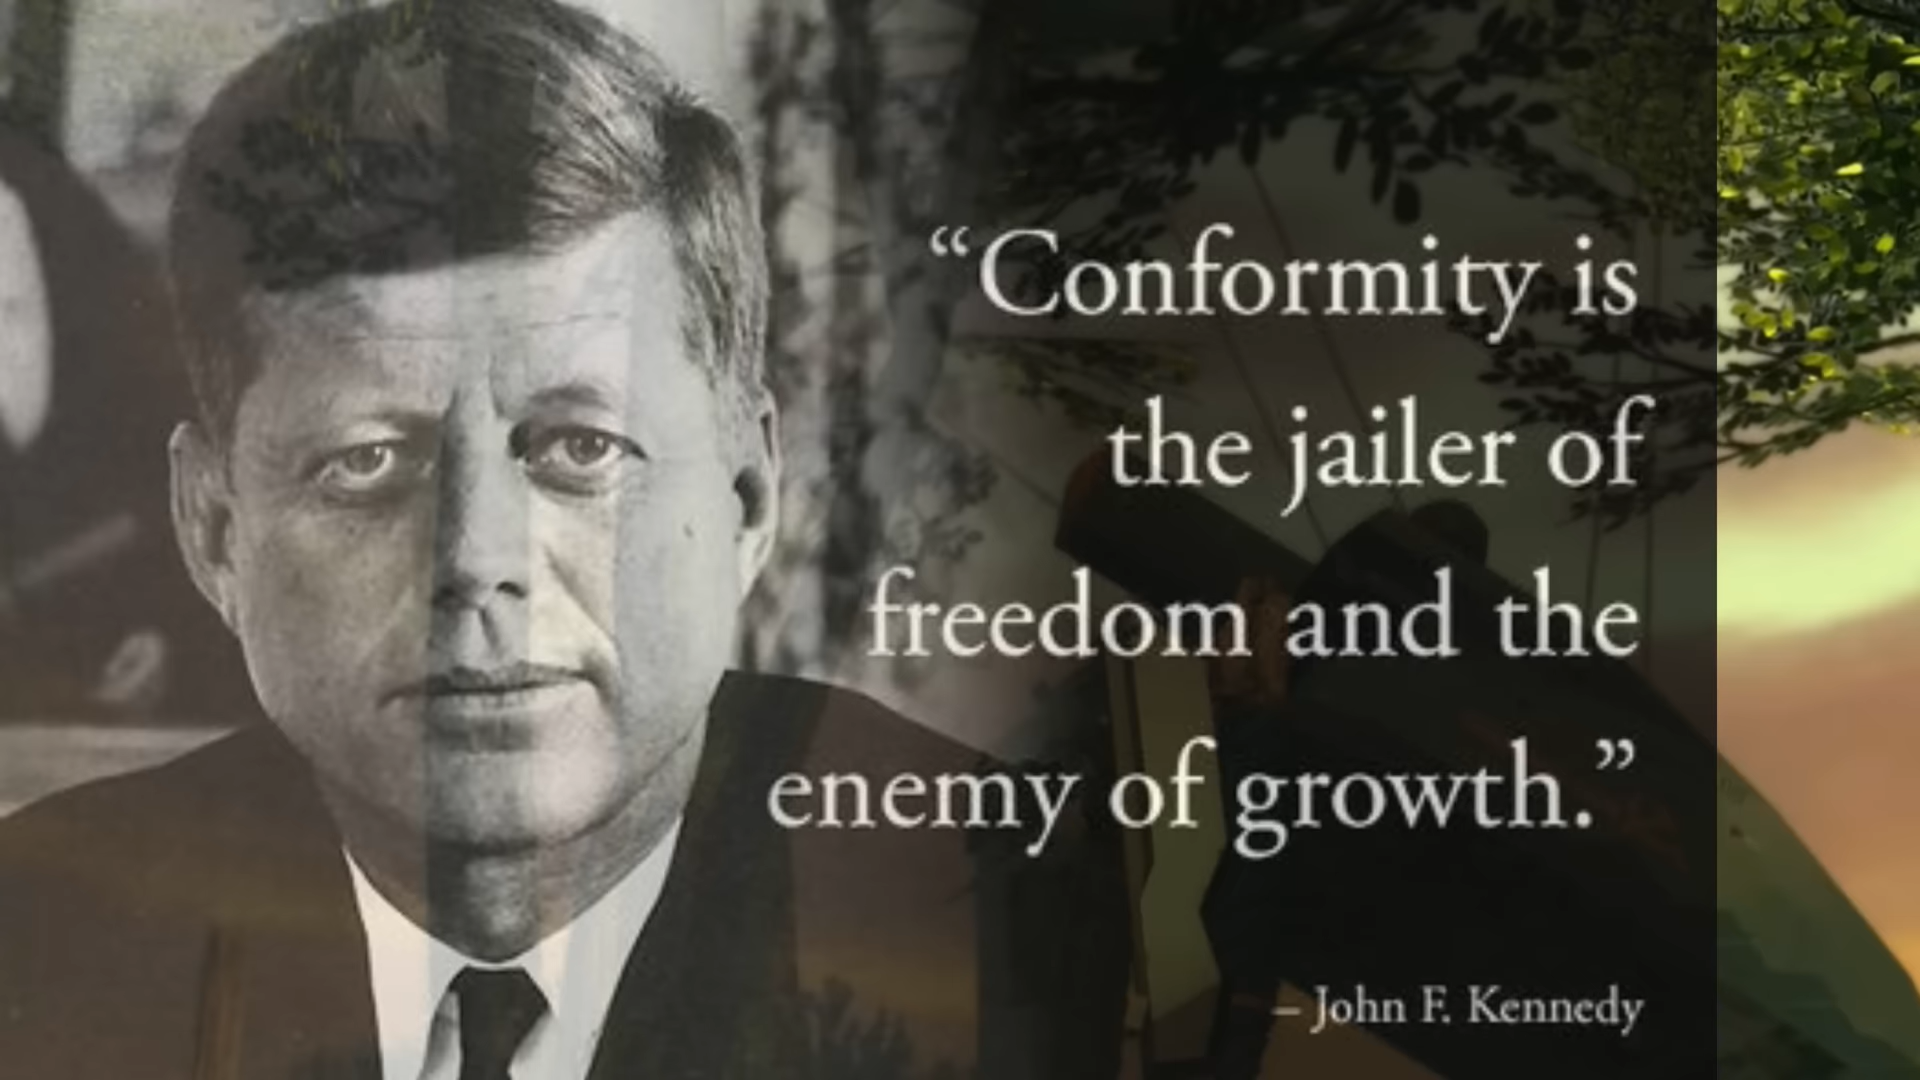 “Conformity is
the jailer of
freedom and the
enemy of growth.”
– John F. Kennedy